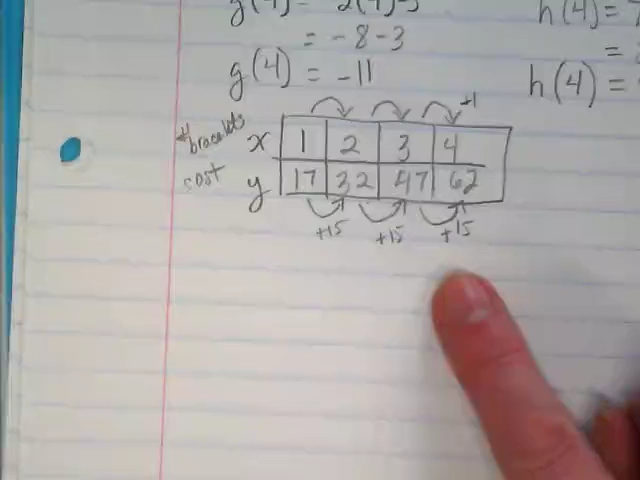 = -8-3
g(4) = -11
h(4)=
=
h(4) =
+1
# bracelets x 1 2 3 4
cost y 17 32 47 62
+15 +15 +15